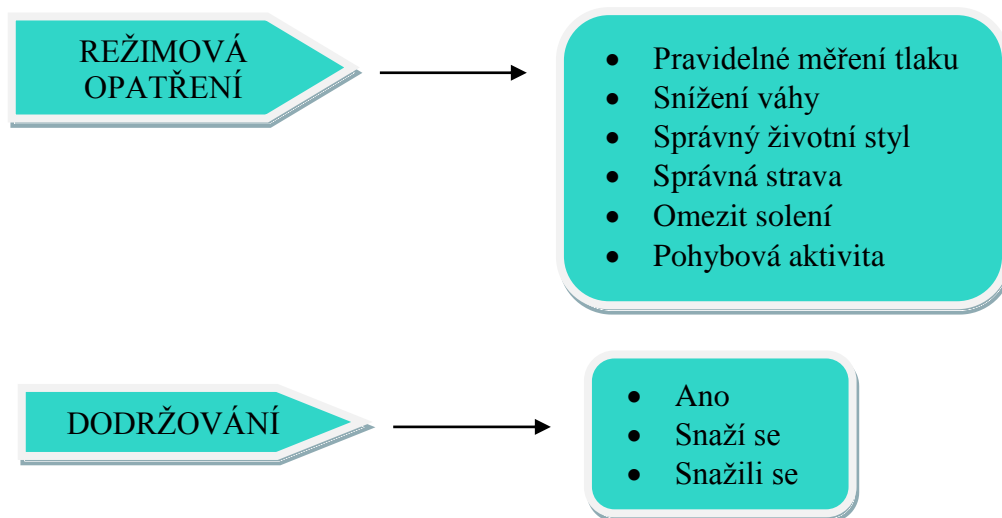 REŽIMOVÁ
OPATŘENÍ
• Pravidelné měření tlaku
• Snížení váhy
• Správný životní styl
• Správná strava
• Omezit solení
• Pohybová aktivita
DODRŽOVÁNÍ
• Ano
• Snaží se
• Snažili se